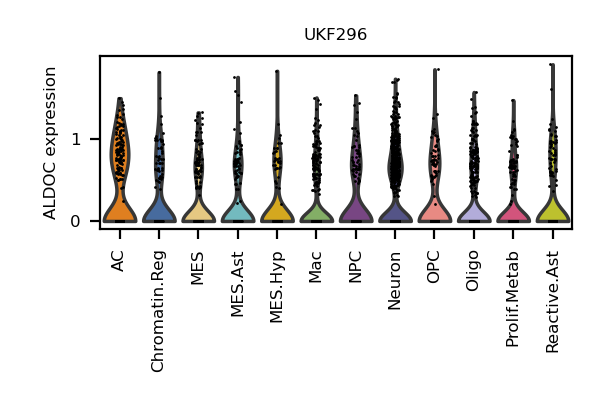 UKF296
ALDOC expression
1
0
AC
Chromatin.Reg
MES
MES.Ast
MES.Hyp
Mac
NPC
Neuron
OPC
Oligo
Prolif.Metab
Reactive.Ast